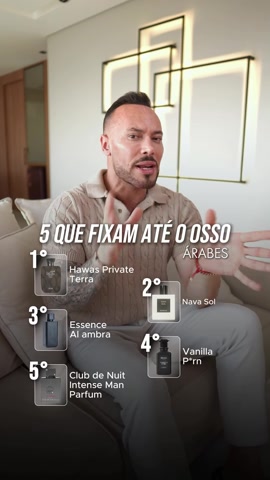 5 QUE FIXAM ATÉ O OSSO
ÁRABES
1°
Hawas Private
Terra
2°
Nava Sol
3°
Essence
Al ambra
4°
Vanilla
P*rn
5°
Club de Nuit
Intense Man
Parfum